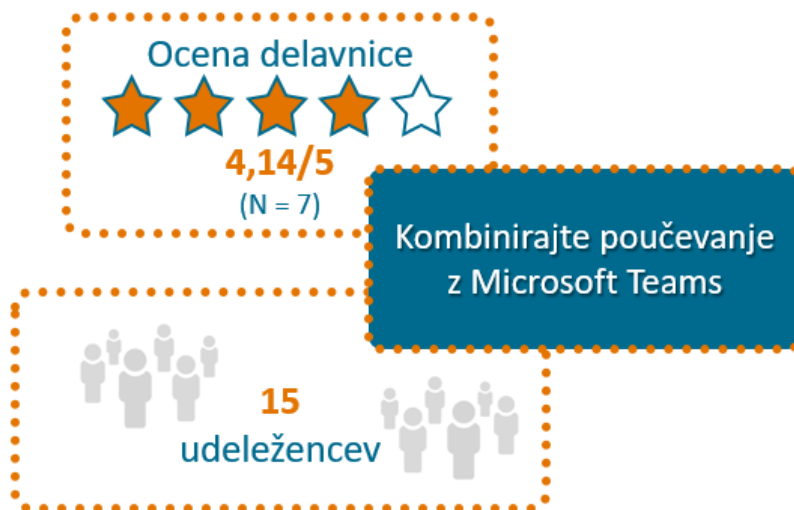 Ocena delavnice
4,14/5
(N = 7)
Kombinirajte poučevanje
z Microsoft Teams
15
udeležencev